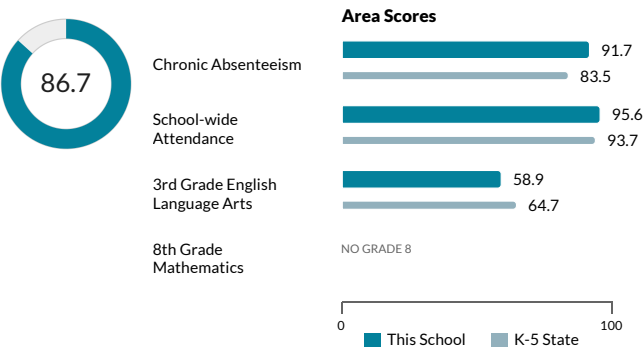 86.7
Area Scores
Chronic Absenteeism
91.7
83.5
School-wide
Attendance
95.6
93.7
3rd Grade English
Language Arts
58.9
64.7
8th Grade
Mathematics
NO GRADE 8
0
100
This School
K-5 State